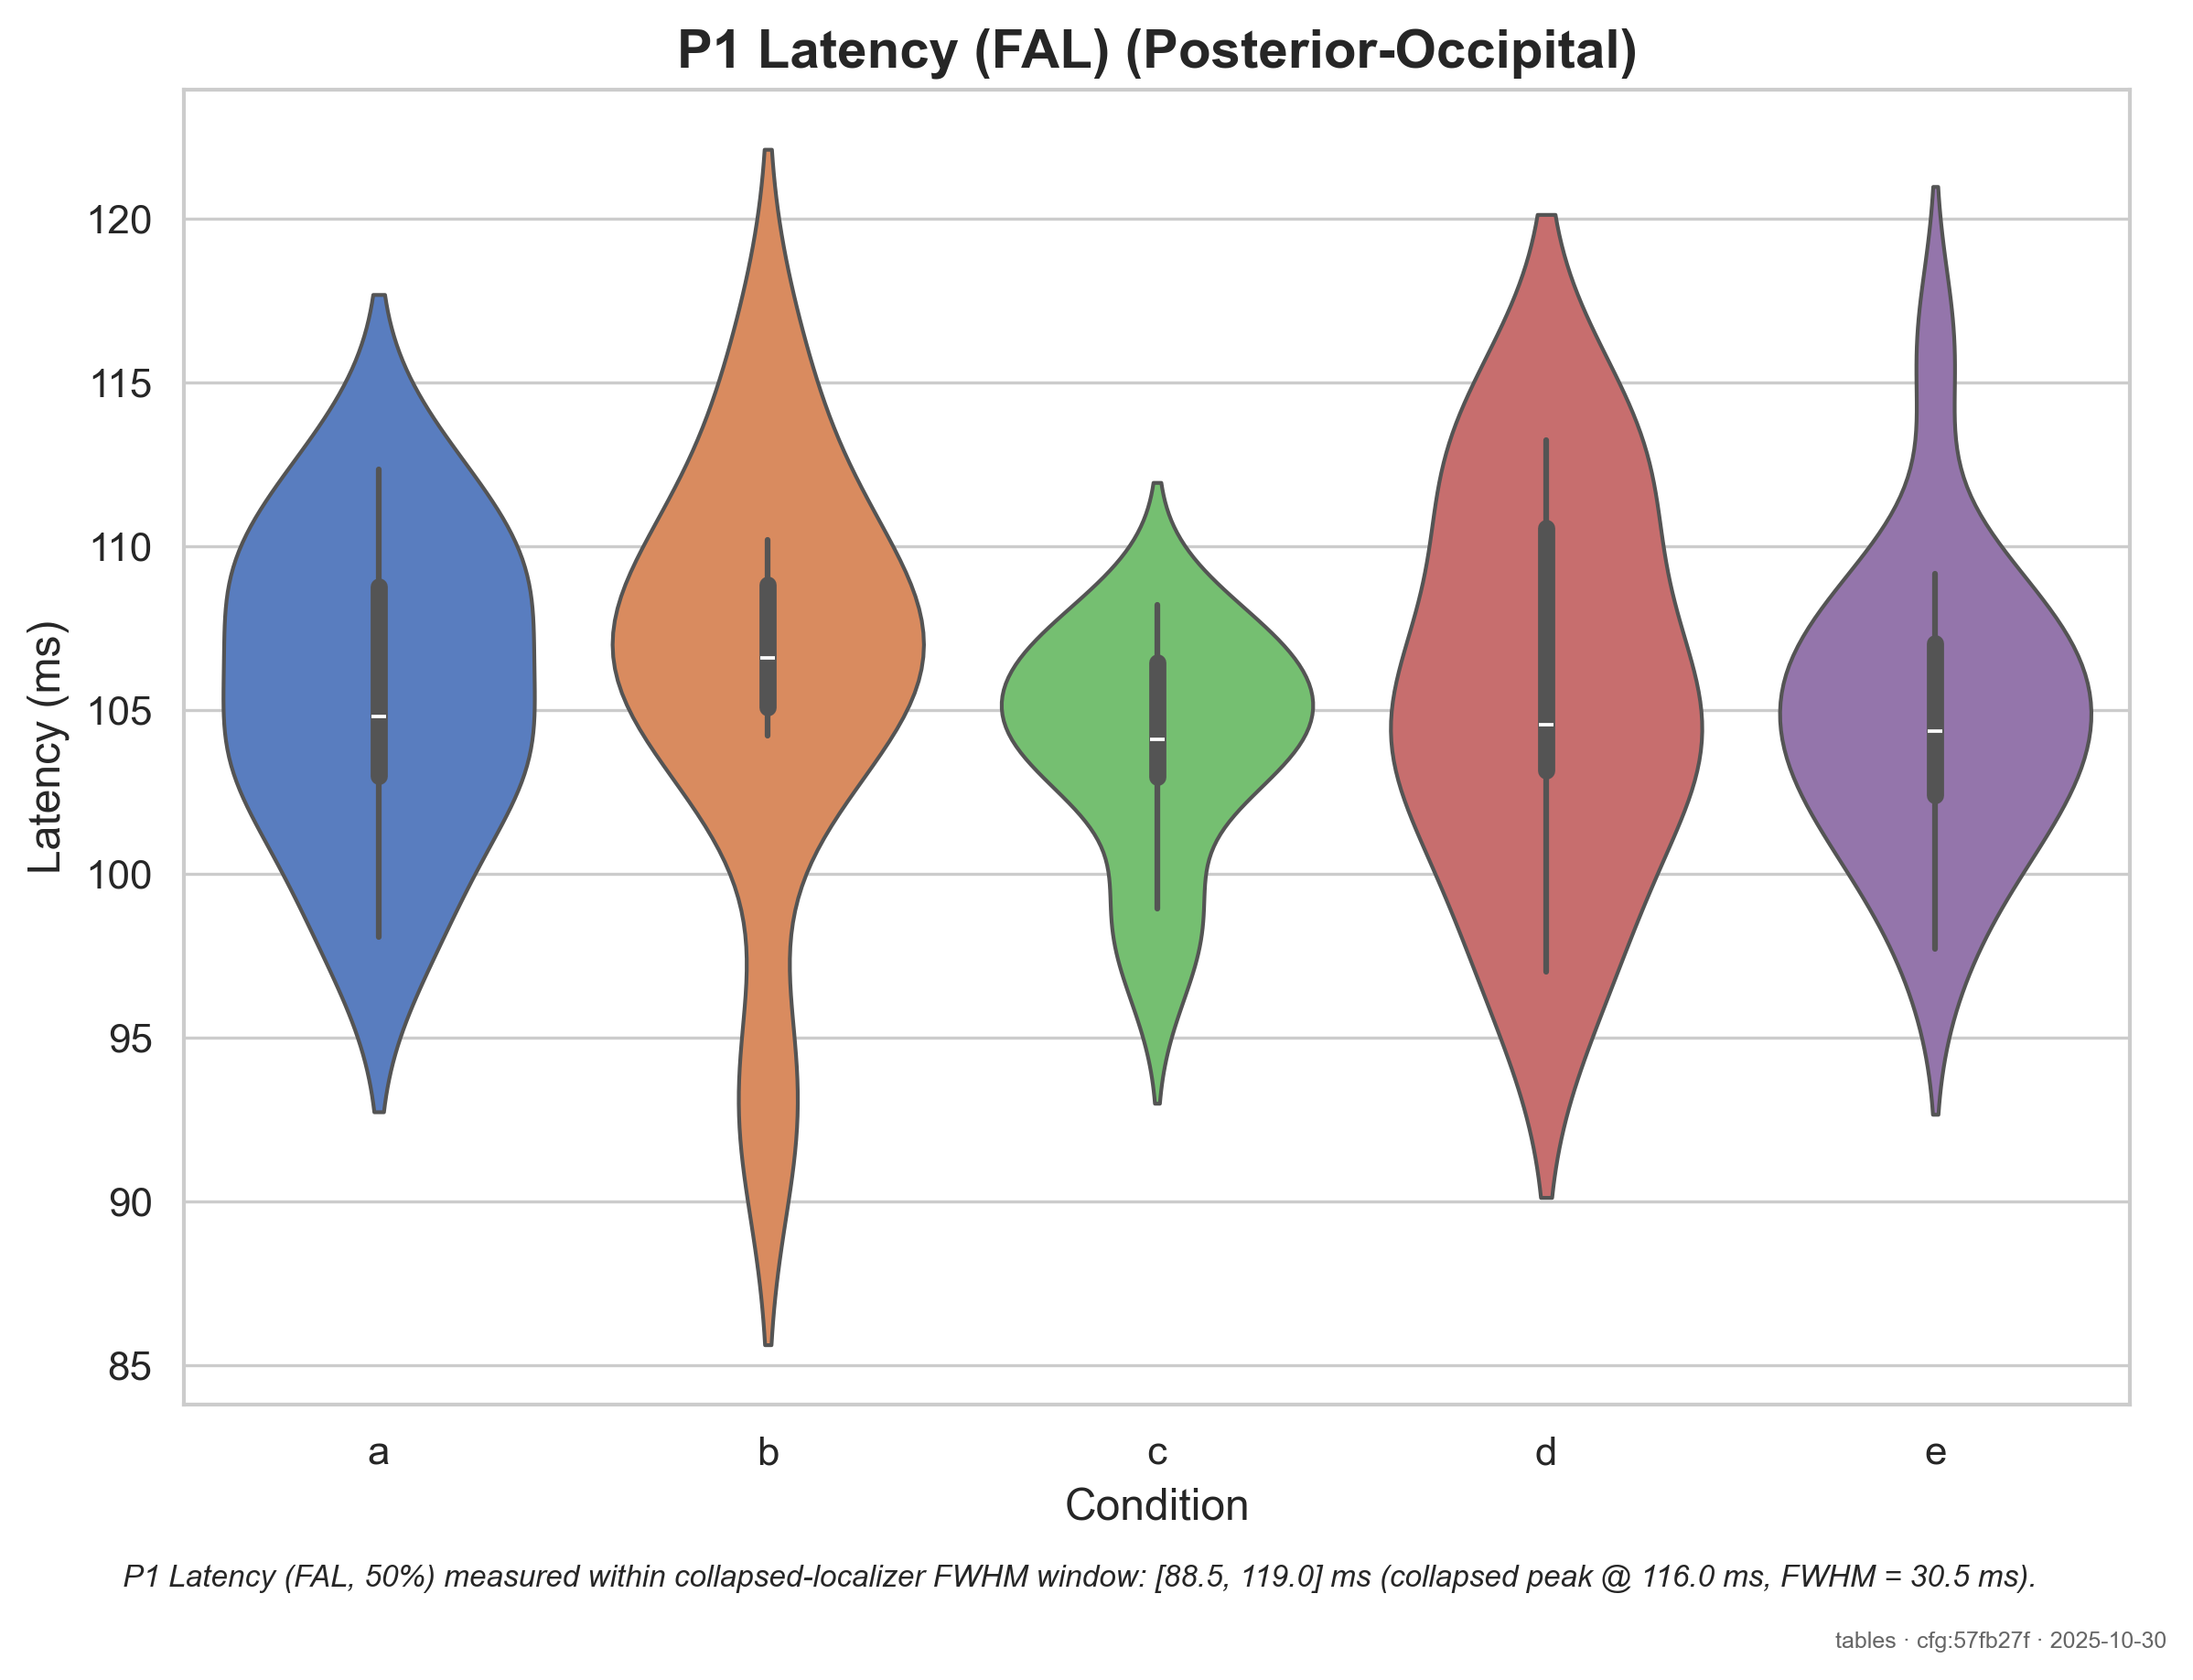 P1 Latency (FAL) (Posterior-Occipital)
Latency (ms)
120
115
110
105
100
95
90
85
a b c d e
Condition
P1 Latency (FAL, 50%) measured within collapsed-localizer FWHM window: [88.5, 119.0] ms (collapsed peak @ 116.0 ms, FWHM = 30.5 ms).
tables · cfg:57fb27f · 2025-10-30